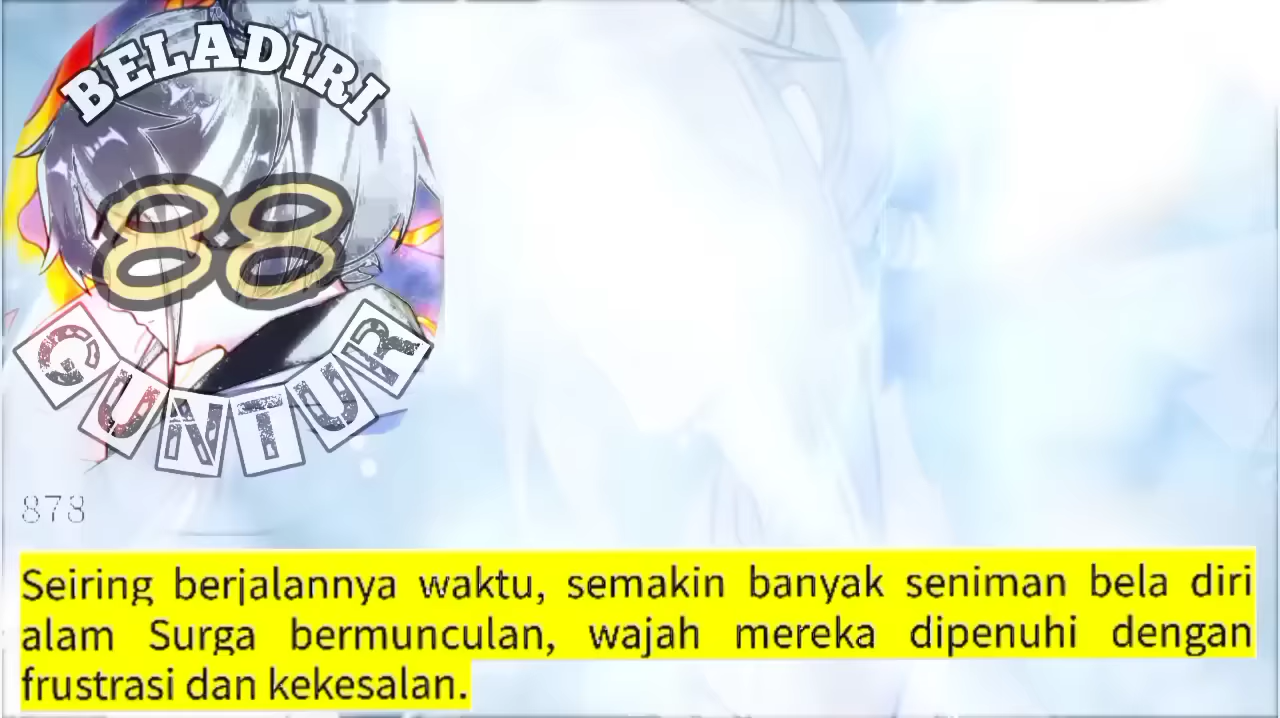 BELADIRI
88
GUNTUR
878
Seiring berjalannya waktu, semakin banyak seniman bela diri
alam Surga bermunculan, wajah mereka dipenuhi dengan
frustrasi dan kekesalan.